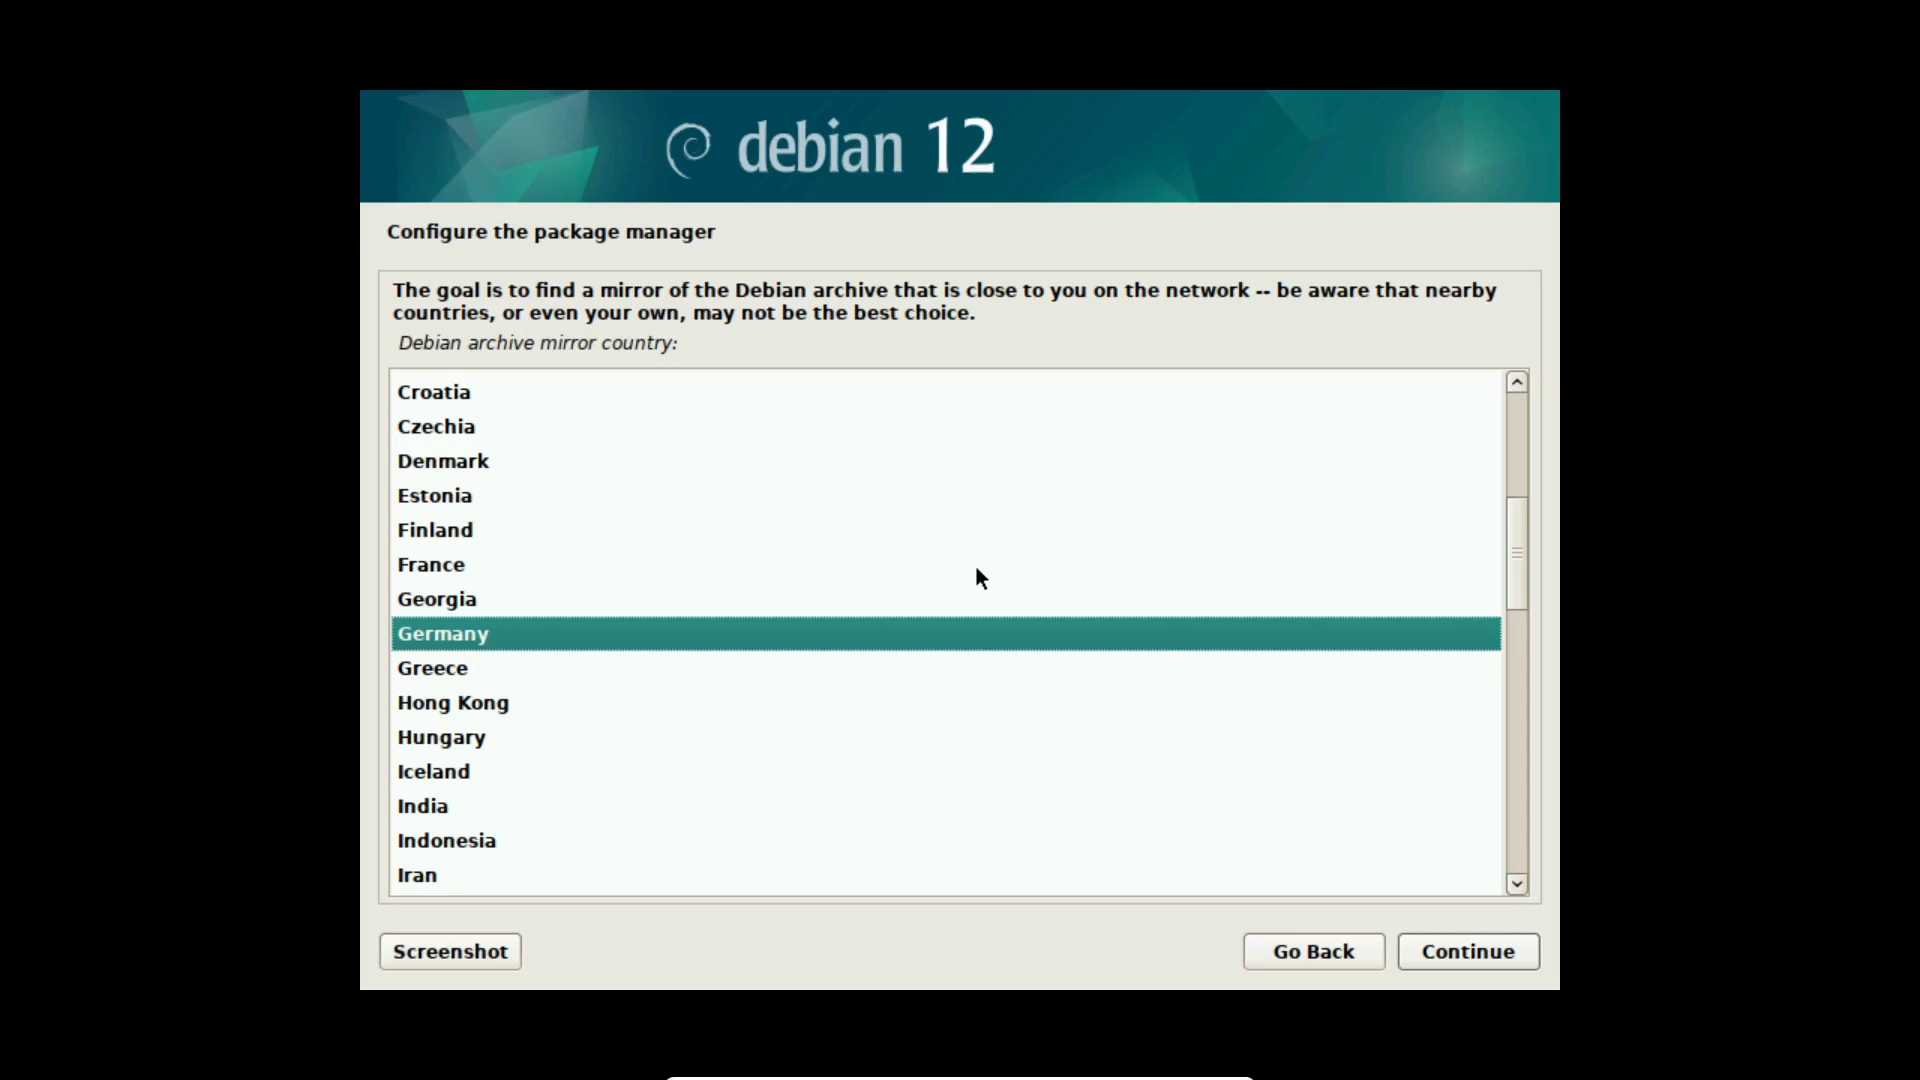 debian 12
Configure the package manager
The goal is to find a mirror of the Debian archive that is close to you on the network -- be aware that nearby
countries, or even your own, may not be the best choice.
Debian archive mirror country:
Croatia
Czechia
Denmark
Estonia
Finland
France
Georgia
Germany
Greece
Hong Kong
Hungary
Iceland
India
Indonesia
Iran
Screenshot
Go Back
Continue